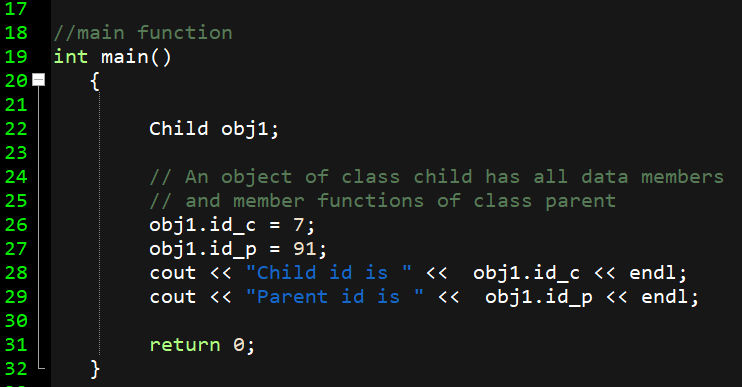 17
18 //main function
19 int main()
20 {
21
22 Child obj1;
23
24 // An object of class child has all data members
25 // and member functions of class parent
26 obj1.id_c = 7;
27 obj1.id_p = 91;
28 cout << "Child id is " <<  obj1.id_c << endl;
29 cout << "Parent id is " <<  obj1.id_p << endl;
30
31 return 0;
32 }